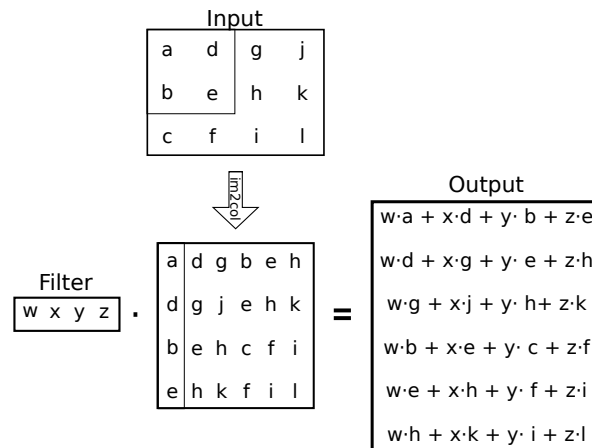 Input
a d g j
b e h k
c f i l
im2col
Filter
w x y z
·
a d g b e h
d g j e h k
b e h c f i
e h k f i l
=
Output
w·a + x·d + y· b + z·e
w·d + x·g + y· e + z·h
w·g + x·j + y· h+ z·k
w·b + x·e + y· c + z·f
w·e + x·h + y· f + z·i
w·h + x·k + y· i + z·l